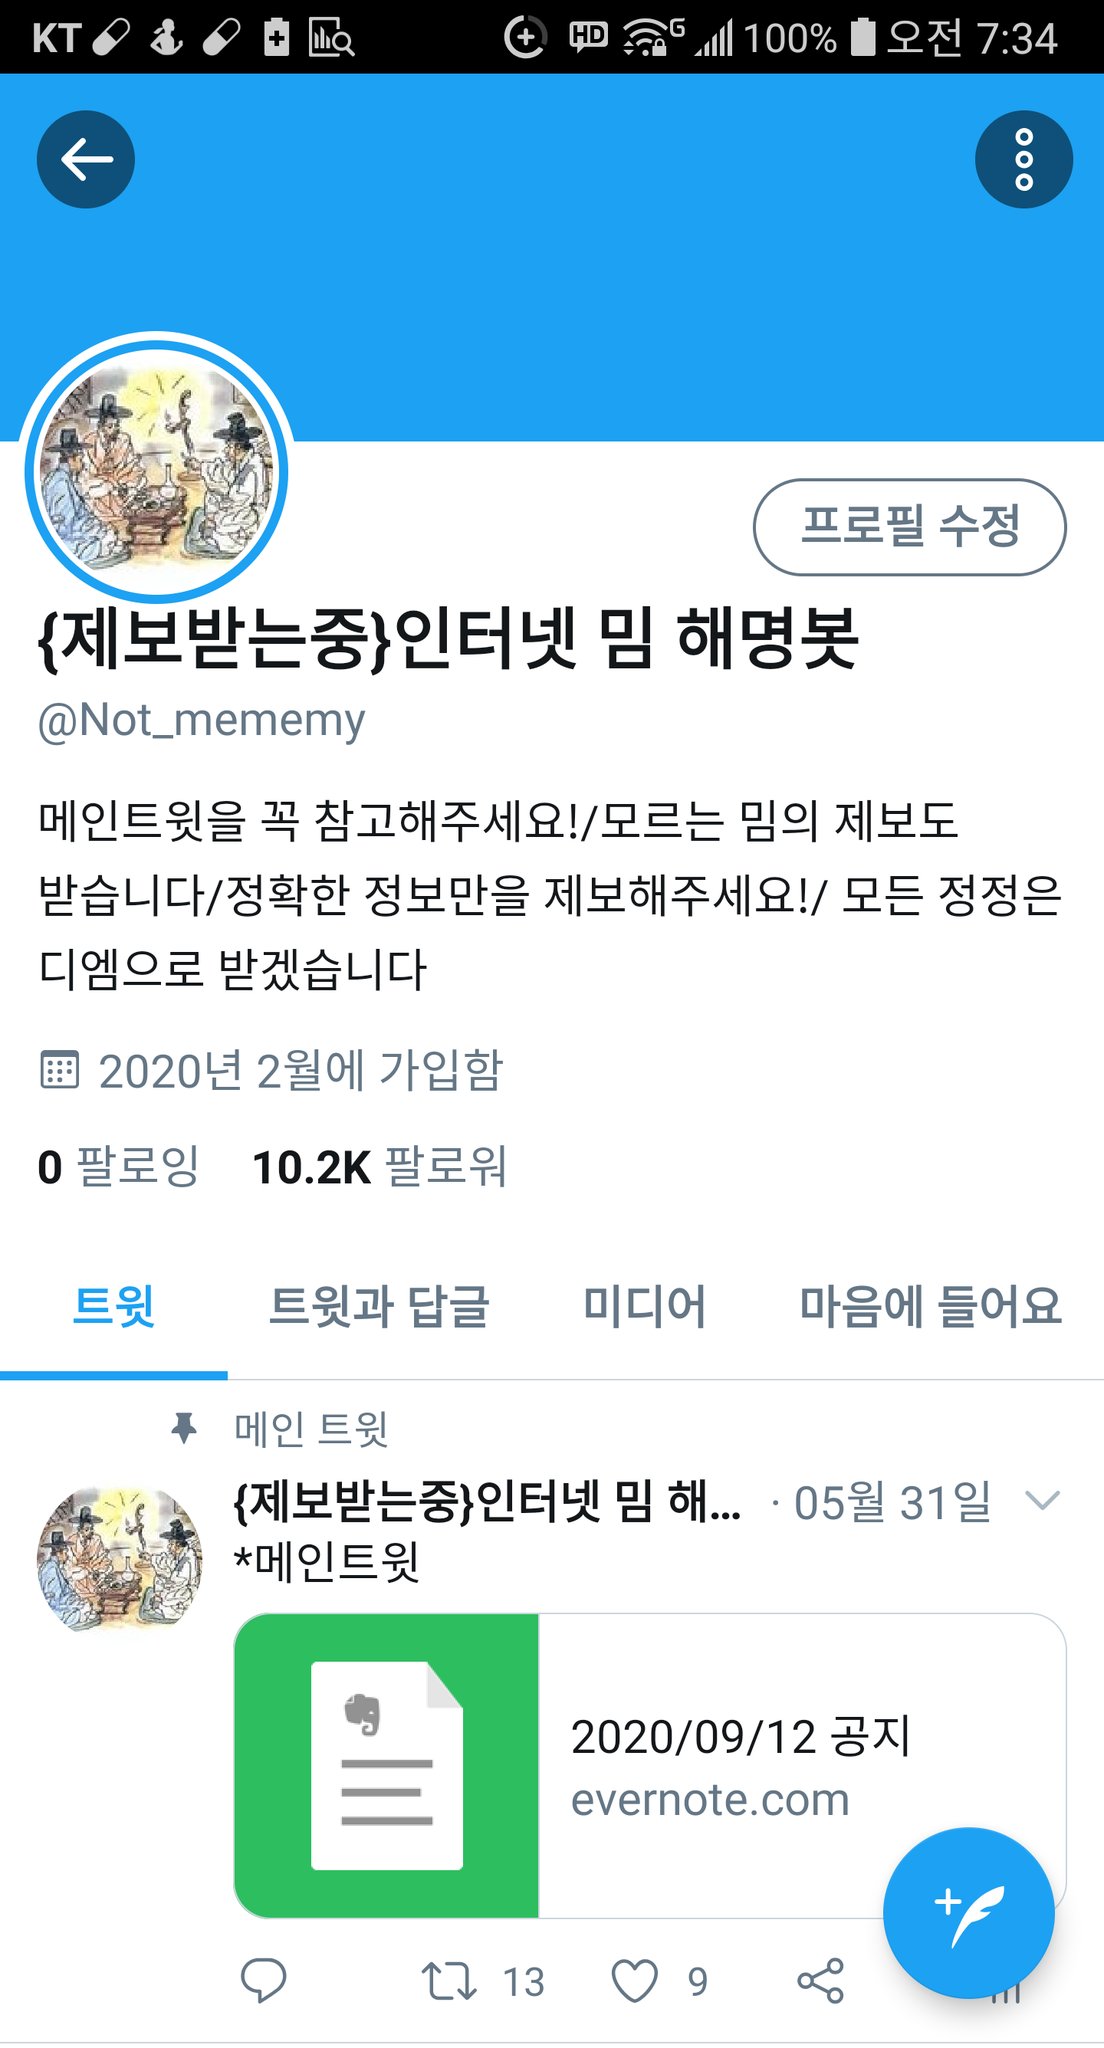 KT HD G 100% 오전 7:34
프로필 수정
{제보받는중}인터넷 밈 해명봇
@Not_mememy
메인트윗을 꼭 참고해주세요!/모르는 밈의 제보도
받습니다/정확한 정보만을 제보해주세요!/ 모든 정정은
디엠으로 받겠습니다
2020년 2월에 가입함
0 팔로잉 10.2K 팔로워
트윗 트윗과 답글 미디어 마음에 들어요
메인 트윗
{제보받는중}인터넷 밈 해... · 05월 31일
*메인트윗
2020/09/12 공지
evernote.com
13 9